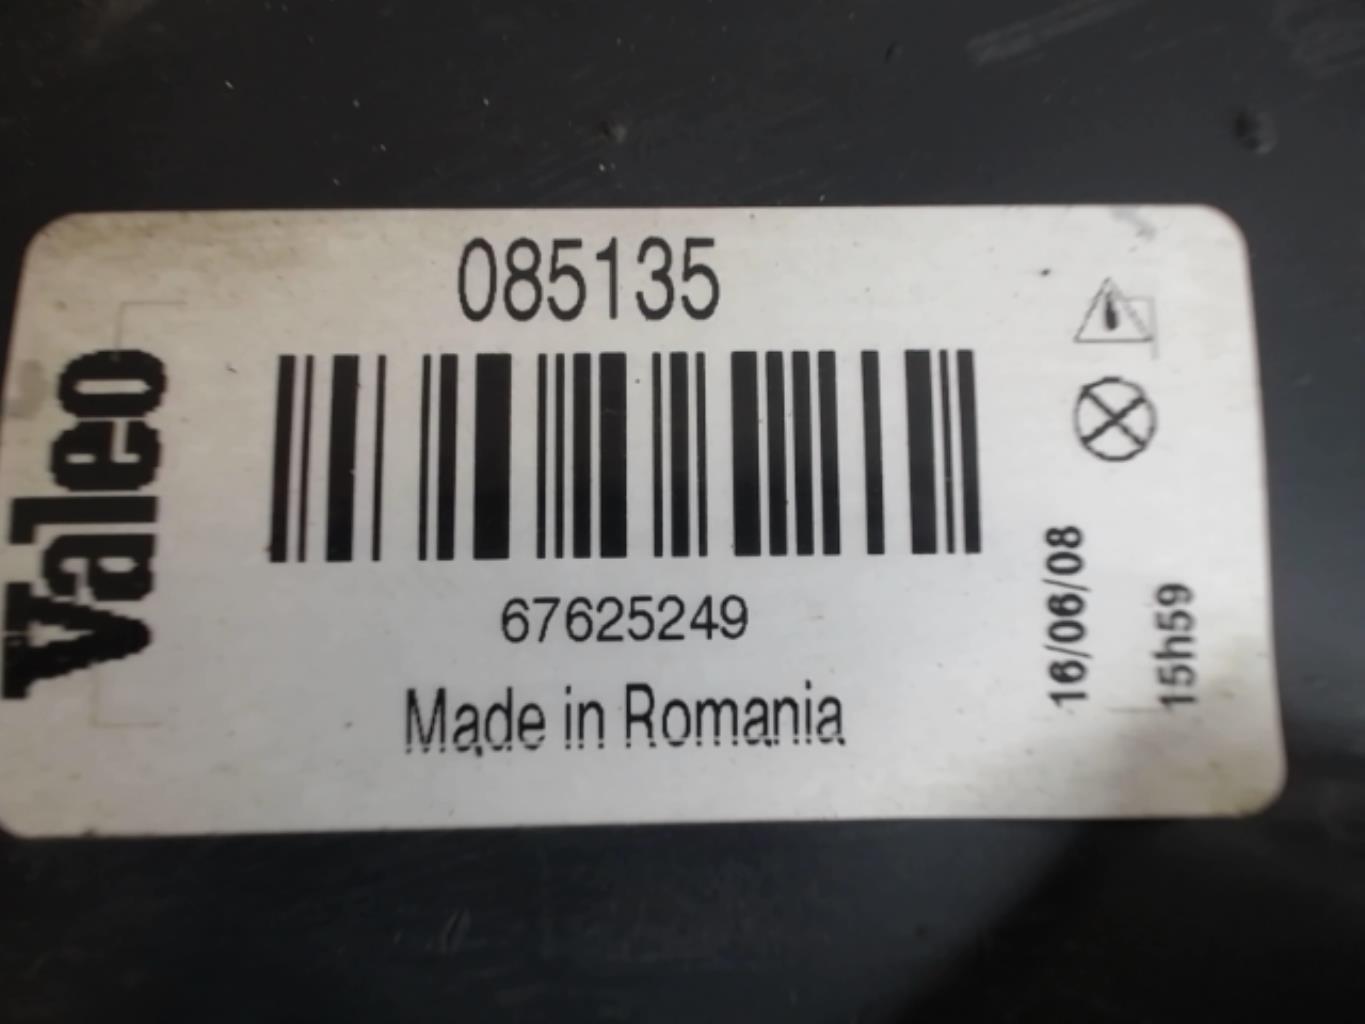 085135
Valeo
67625249
Made in Romania
16/06/08
15h59